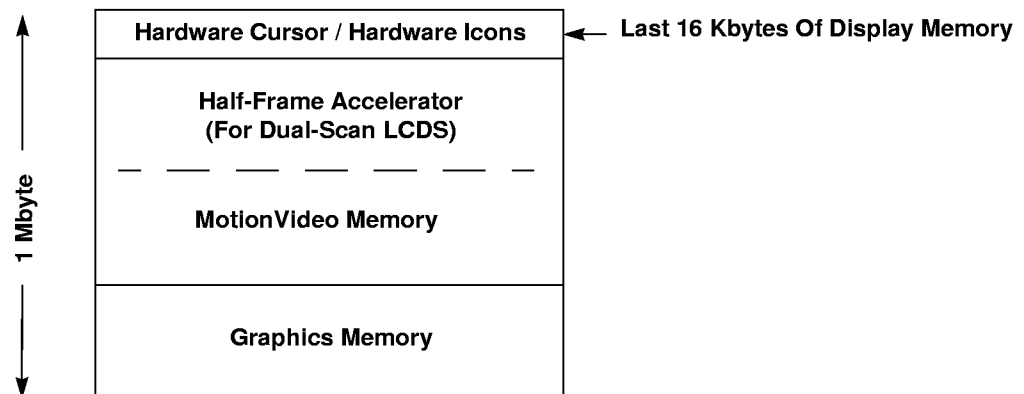 Hardware Cursor / Hardware Icons
Last 16 Kbytes Of Display Memory
Half-Frame Accelerator
(For Dual-Scan LCDS)
1 Mbyte
MotionVideo Memory
Graphics Memory